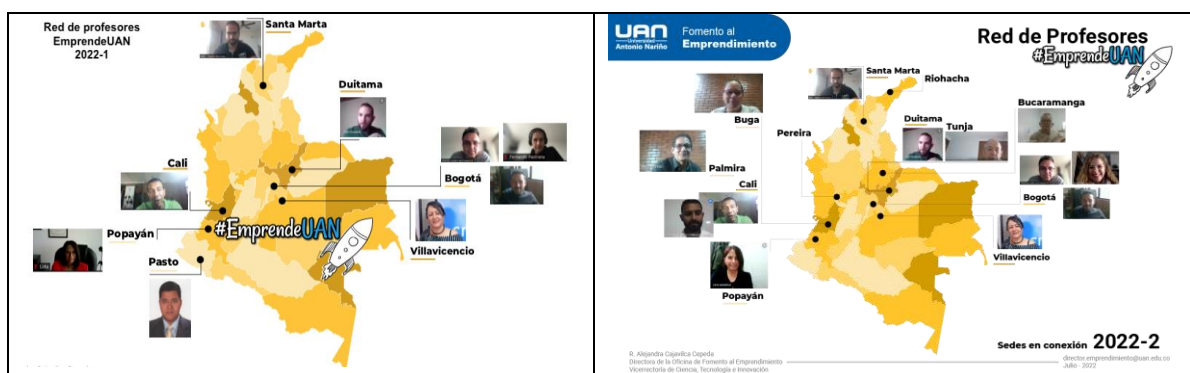 Red de profesores
EmprendeUAN
2022-1
Santa Marta
Duitama
Cali
Bogotá
#EmprendeUAN
Popayán
Villavicencio
Pasto
UAN
Universidad
Antonio Nariño
Fomento al
Emprendimiento
Red de Profesores
#EmprendeUAN
Santa Marta
Riohacha
Bucaramanga
Buga
Duitama
Tunja
Pereira
Palmira
Cali
Bogotá
Villavicencio
Popayán
Sedes en conexión 2022-2
R. Alejandra Cajavilca Cepeda
Directora de la Oficina de Fomento al Emprendimiento
Vicerrectoría de Ciencia, Tecnología e Innovación
director.emprendimiento@uan.edu.co
Julio - 2022